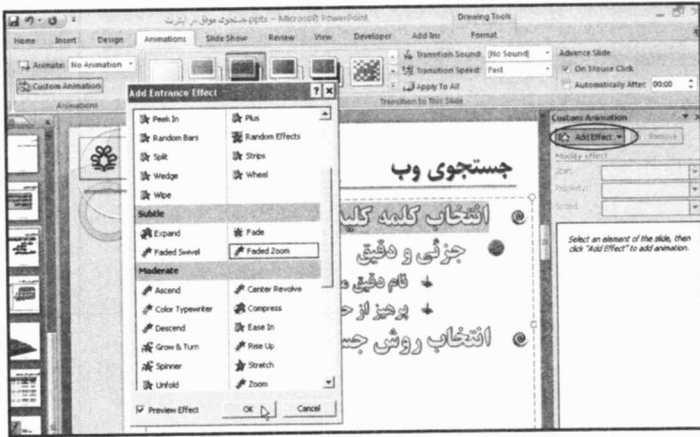 جستجوی موفق در اینترنت.pptx - Microsoft PowerPoint
Drawing Tools
Home Insert Design Animations Slide Show Review View Developer Add-Ins Format
Animate: No Animation
Custom Animation
Animations
Transition Sound: [No Sound]
Transition Speed: Fast
Apply To All
Transition to This Slide
Advance Slide
On Mouse Click
Automatically After: 00:00
Add Entrance Effect
Peek In Plus
Random Bars Random Effects
Split Strips
Wedge Wheel
Wipe
Subtle
Expand Fade
Faded Swivel Faded Zoom
Moderate
Ascend Center Revolve
Color Typewriter Compress
Descend Ease In
Grow & Turn Rise Up
Spinner Stretch
Unfold Zoom
Preview Effect OK Cancel
جستجوی وب
انتخاب کلمه کلید
جزئی و دقیق
نام دقیق
پرهیز از
انتخاب روش جس
Custom Animation
Add Effect Remove
Modify effect
Start:
Property:
Speed:
Select an element of the slide, then
click "Add Effect" to add animation.